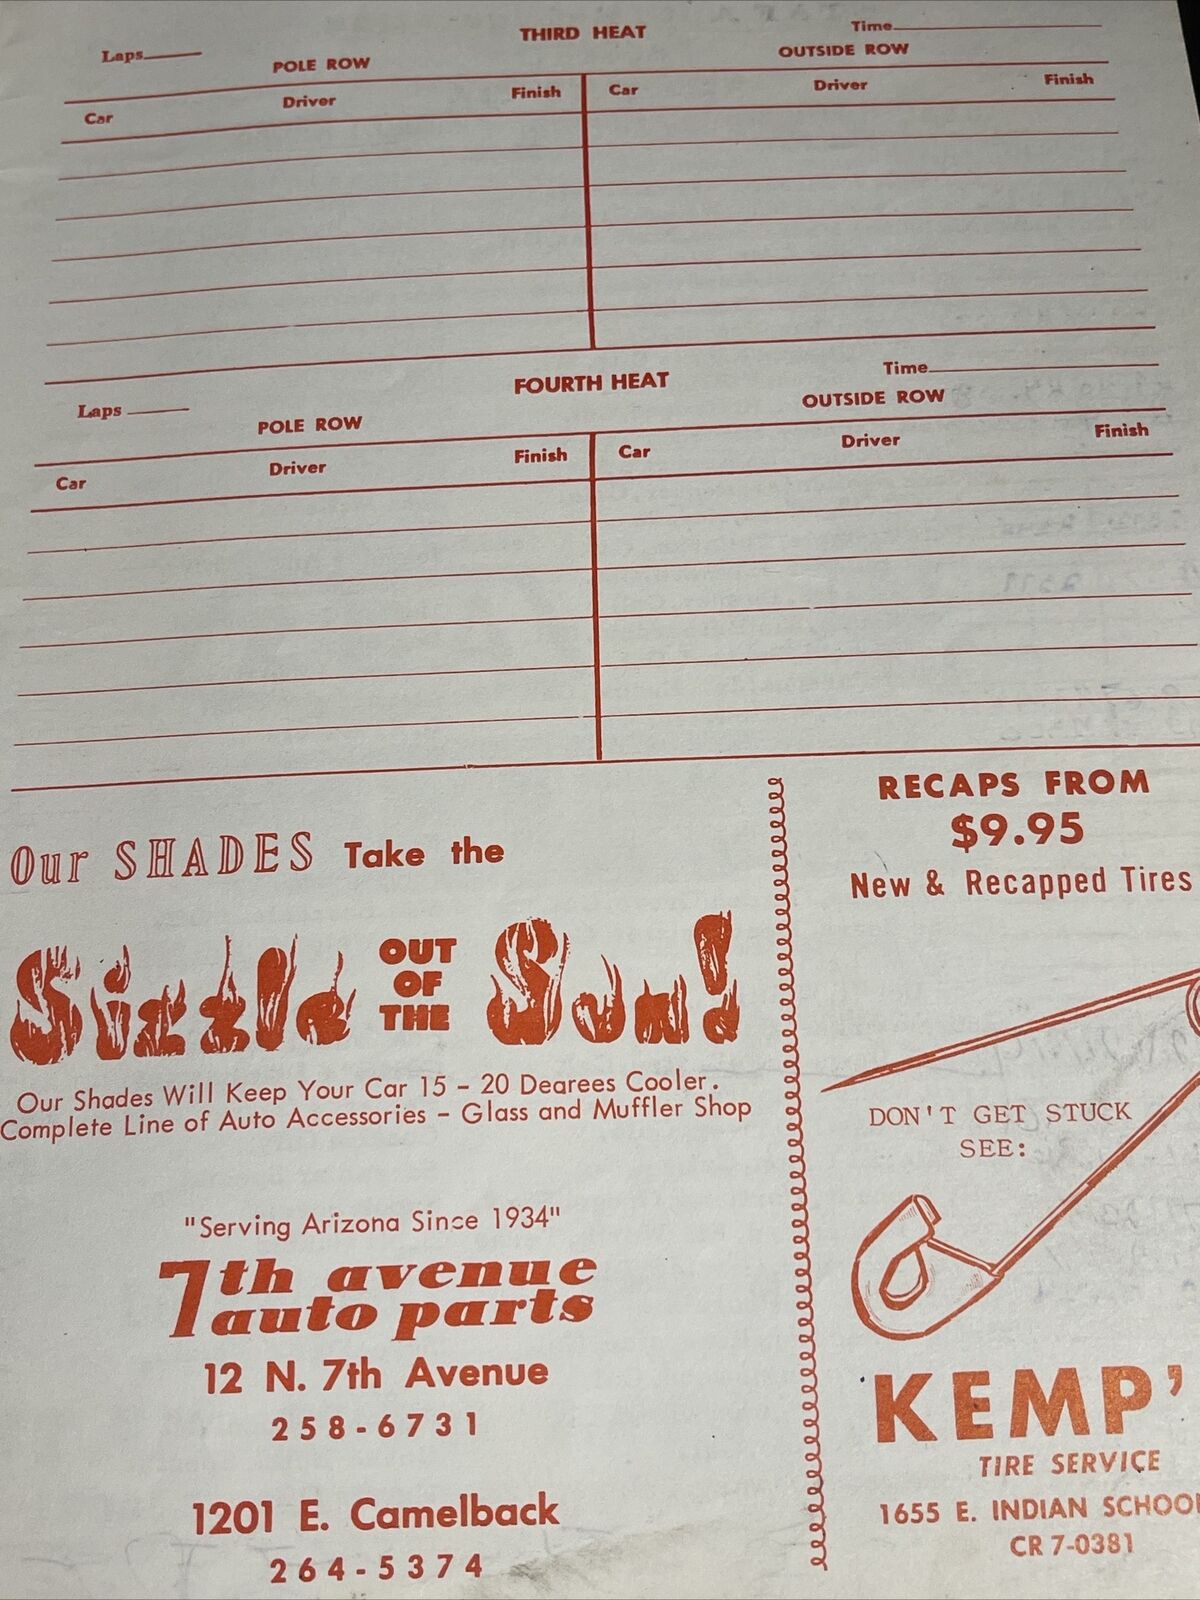 THIRD HEAT
Time
Laps
POLE ROW
OUTSIDE ROW
Car Driver Finish Car Driver Finish
FOURTH HEAT
Time
Laps
POLE ROW
OUTSIDE ROW
Car Driver Finish Car Driver Finish
Our SHADES Take the
Sizzle OUT OF THE Sun!
Our Shades Will Keep Your Car 15 - 20 Dearees Cooler.
Complete Line of Auto Accessories - Glass and Muffler Shop
"Serving Arizona Since 1934"
7th avenue
auto parts
12 N. 7th Avenue
258-6731
1201 E. Camelback
264-5374
RECAPS FROM
$9.95
New & Recapped Tires
DON'T GET STUCK
SEE:
KEMP'
TIRE SERVICE
1655 E. INDIAN SCHOOL
CR 7-0381